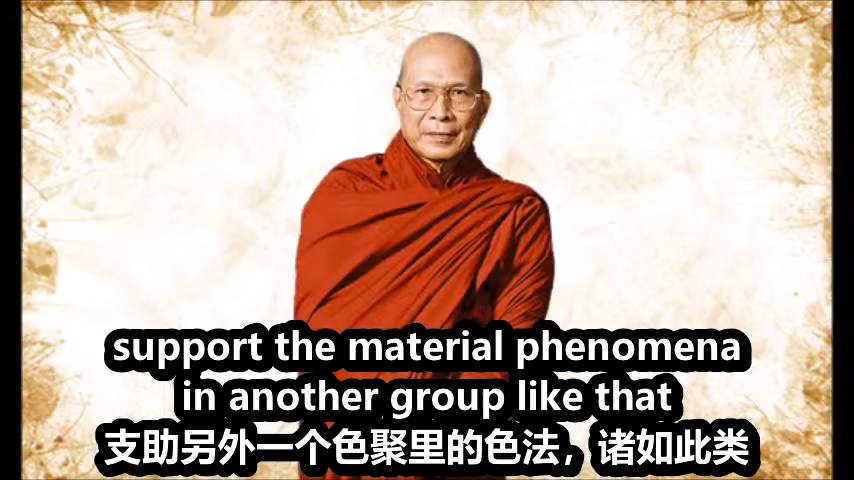 support the material phenomena
in another group like that
支助另外一个色聚里的色法，诸如此类